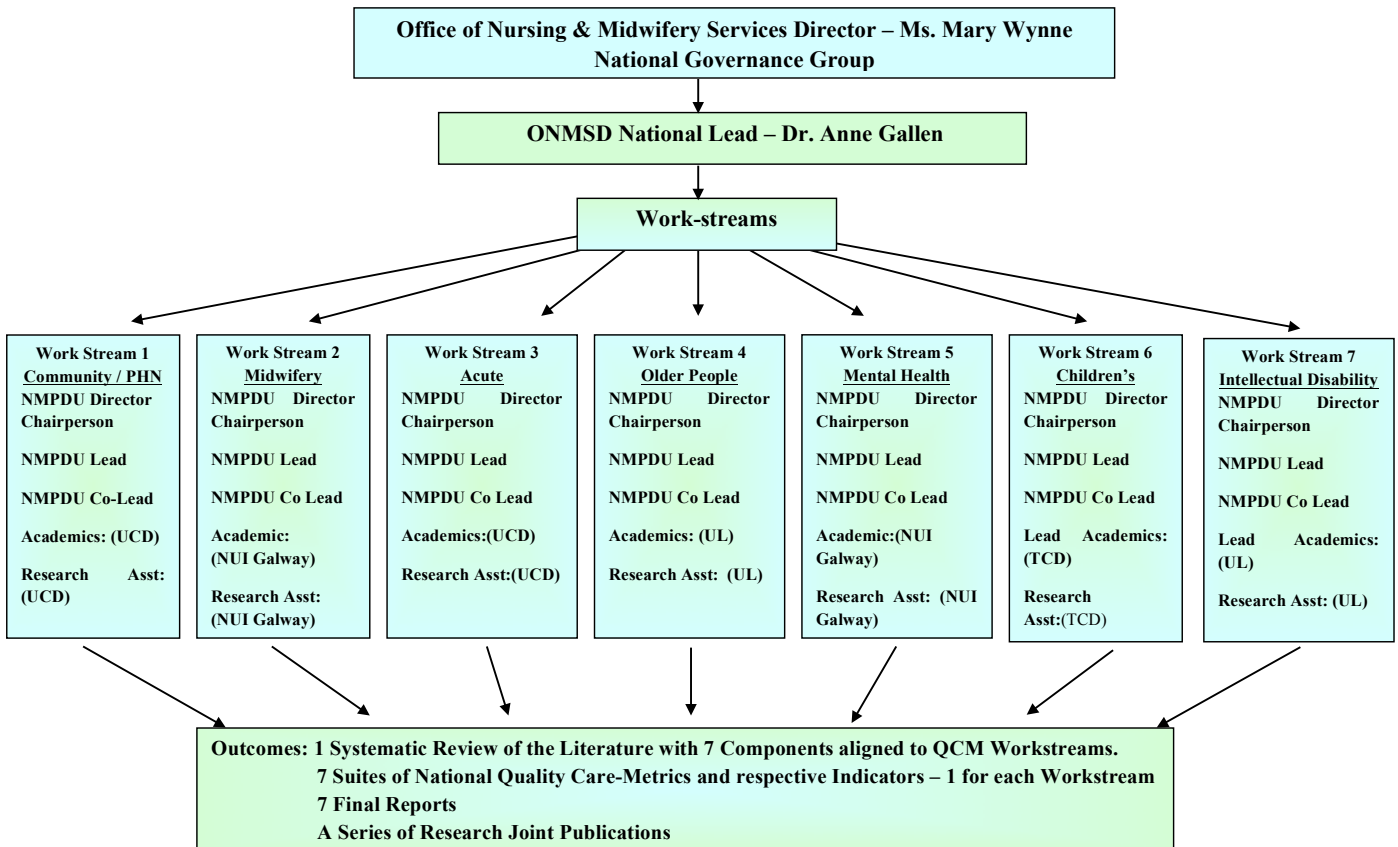 Office of Nursing & Midwifery Services Director – Ms. Mary Wynne
National Governance Group
ONMSD National Lead – Dr. Anne Gallen
Work-streams
Work Stream 1
Community / PHN
NMPDU Director
Chairperson
NMPDU Lead
NMPDU Co-Lead
Academics: (UCD)
Research Asst:
(UCD)
Work Stream 2
Midwifery
NMPDU Director
Chairperson
NMPDU Lead
NMPDU Co Lead
Academic:
(NUI Galway)
Research Asst:
(NUI Galway)
Work Stream 3
Acute
NMPDU Director
Chairperson
NMPDU Lead
NMPDU Co Lead
Academics:(UCD)
Research Asst:(UCD)
Work Stream 4
Older People
NMPDU Director
Chairperson
NMPDU Lead
NMPDU Co Lead
Academics: (UL)
Research Asst: (UL)
Work Stream 5
Mental Health
NMPDU Director
Chairperson
NMPDU Lead
NMPDU Co Lead
Academic:(NUI
Galway)
Research Asst: (NUI
Galway)
Work Stream 6
Children's
NMPDU Director
Chairperson
NMPDU Lead
NMPDU Co Lead
Lead Academics:
(TCD)
Research
Asst:(TCD)
Work Stream 7
Intellectual Disability
NMPDU Director
Chairperson
NMPDU Lead
NMPDU Co Lead
Lead Academics:
(UL)
Research Asst: (UL)
Outcomes: 1 Systematic Review of the Literature with 7 Components aligned to QCM Workstreams.
7 Suites of National Quality Care-Metrics and respective Indicators – 1 for each Workstream
7 Final Reports
A Series of Research Joint Publications